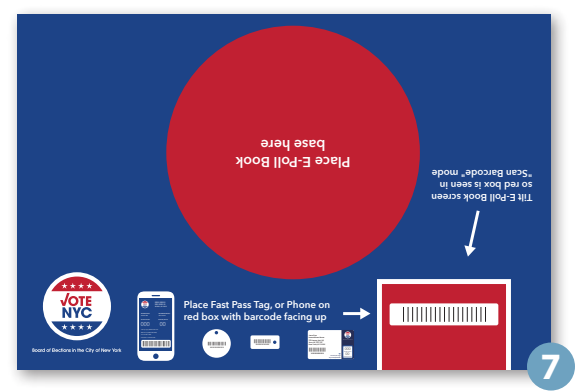 Place E-Poll Book
base here
Tilt E-Poll Book screen
so red box is seen in
"Scan Barcode" mode
VOTE
NYC
Board of Elections in the City of New York
Place Fast Pass Tag, or Phone on
red box with barcode facing up
7